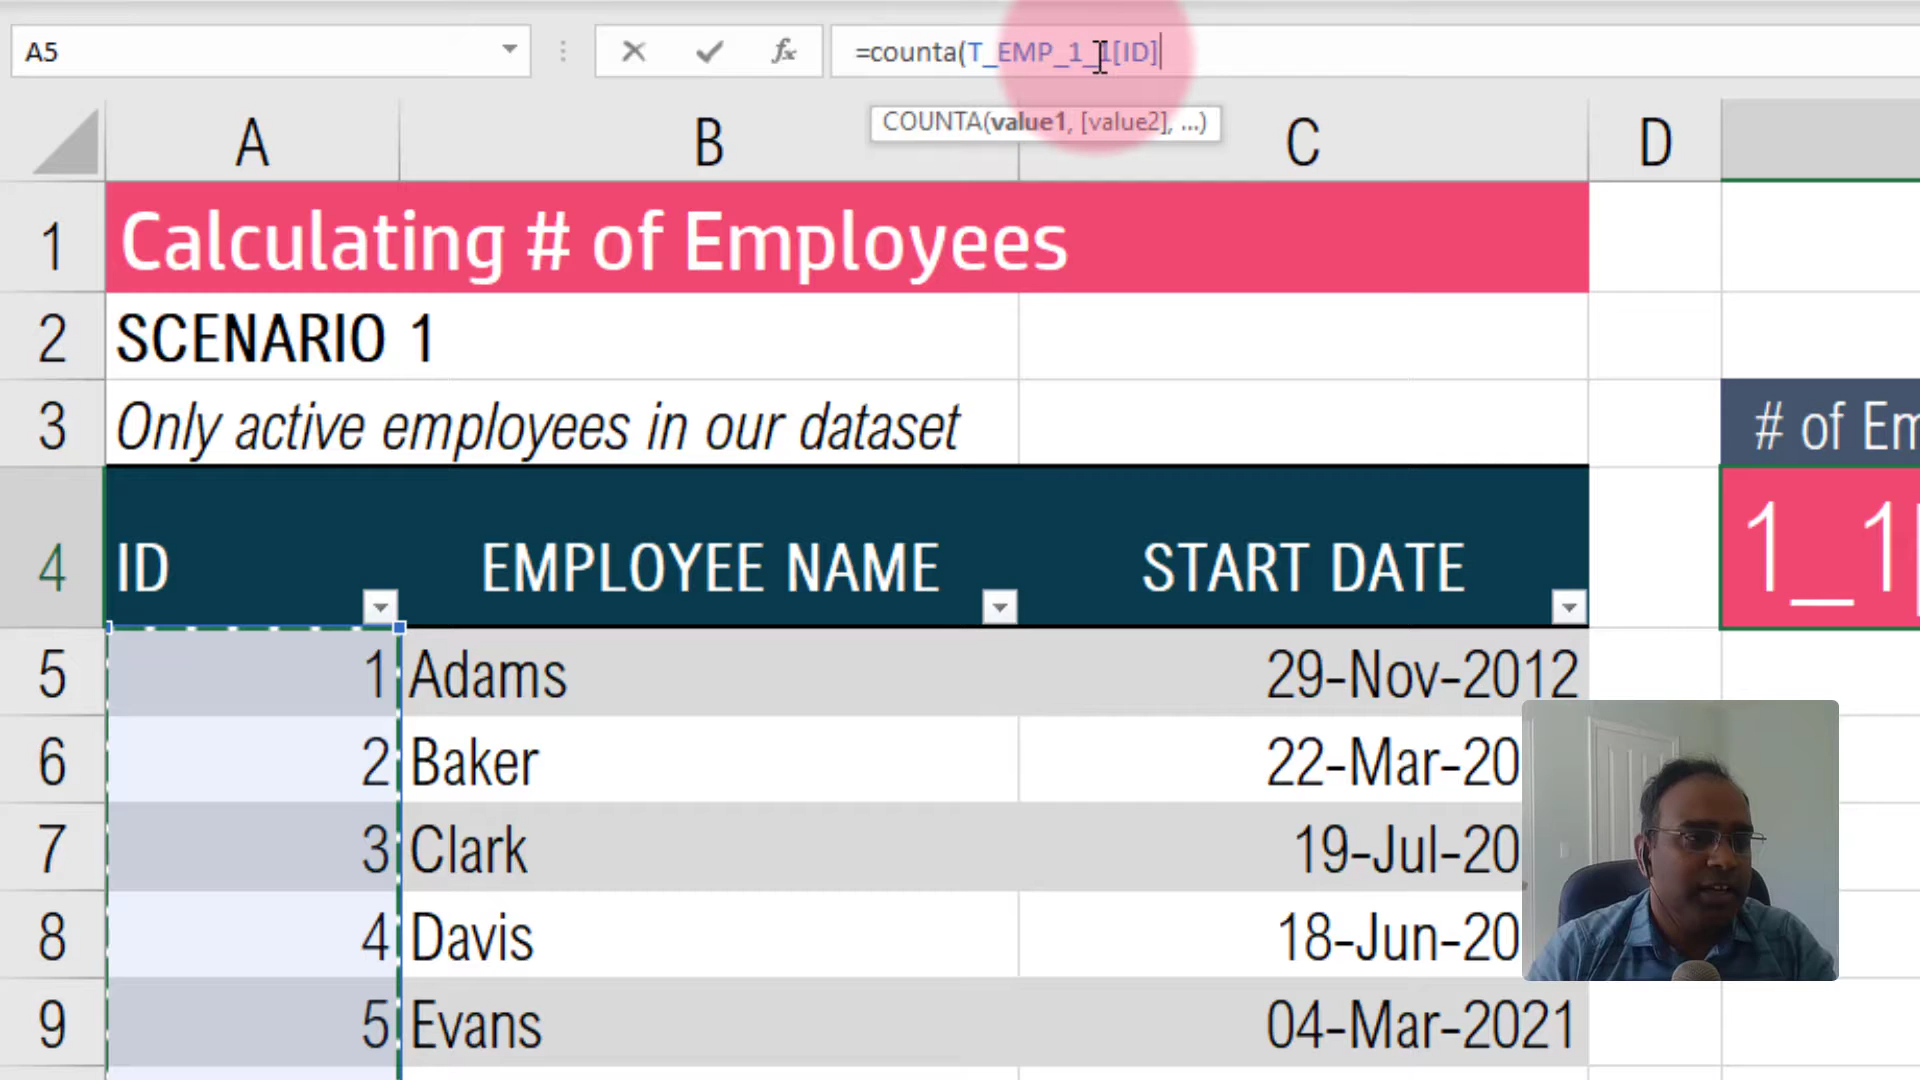 A5
fx
=counta(T_EMP_1_1[ID]
COUNTA(value1, [value2], ...)
A B C D
1 Calculating # of Employees
2 SCENARIO 1
3 Only active employees in our dataset # of Em
4 ID EMPLOYEE NAME START DATE 1_1[
5 1 Adams 29-Nov-2012
6 2 Baker 22-Mar-20
7 3 Clark 19-Jul-20
8 4 Davis 18-Jun-20
9 5 Evans 04-Mar-2021